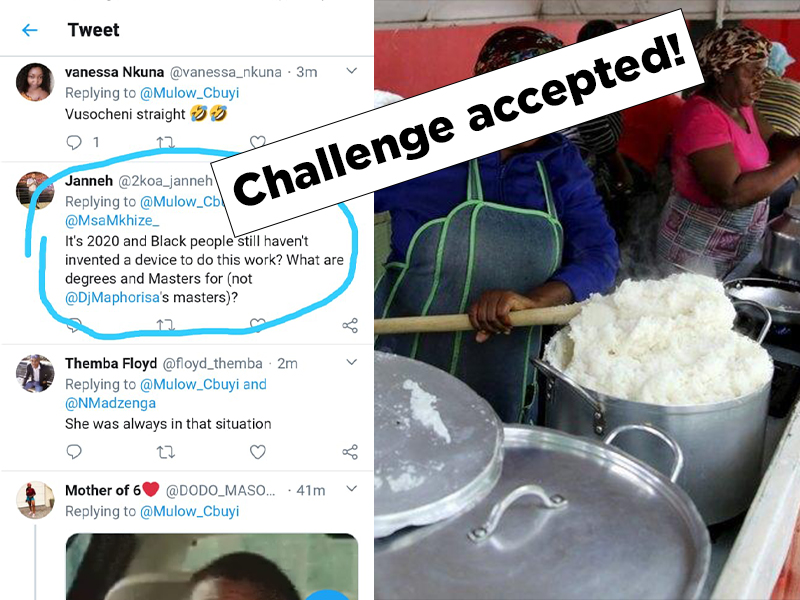 Tweet
vanessa Nkuna @vanessa_nkuna · 3m
Replying to @Mulow_Cbuyi
Vusocheni straight 🤣🤣
1
Janneh @2koa_janneh
Replying to @Mulow_Cb
@MsaMkhize_
It's 2020 and Black people still haven't
invented a device to do this work? What are
degrees and Masters for (not
@DjMaphorisa's masters)?
Themba Floyd @floyd_themba · 2m
Replying to @Mulow_Cbuyi and
@NMadzenga
She was always in that situation
Mother of 6❤️ @DODO_MASO... · 41m
Replying to @Mulow_Cbuyi
Challenge accepted!